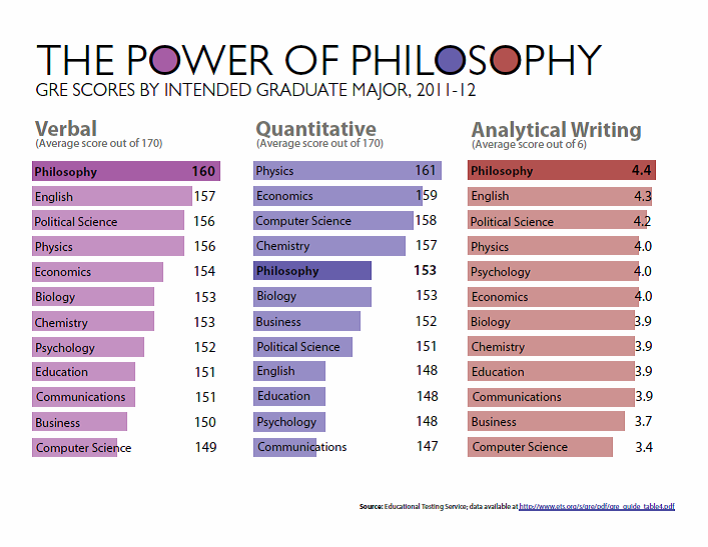 THE POWER OF PHILOSOPHY
GRE SCORES BY INTENDED GRADUATE MAJOR, 2011-12
Verbal
(Average score out of 170)
Philosophy 160
English 157
Political Science 156
Physics 156
Economics 154
Biology 153
Chemistry 153
Psychology 152
Education 151
Communications 151
Business 150
Computer Science 149
Quantitative
(Average score out of 170)
Physics 161
Economics 159
Computer Science 158
Chemistry 157
Philosophy 153
Biology 153
Business 152
Political Science 151
English 148
Education 148
Psychology 148
Communications 147
Analytical Writing
(Average score out of 6)
Philosophy 4.4
English 4.3
Political Science 4.2
Physics 4.0
Psychology 4.0
Economics 4.0
Biology 3.9
Chemistry 3.9
Education 3.9
Communications 3.9
Business 3.7
Computer Science 3.4
Source: Educational Testing Service; data available at http://www.ets.org/s/gre/pdf/gre_guide_table4.pdf